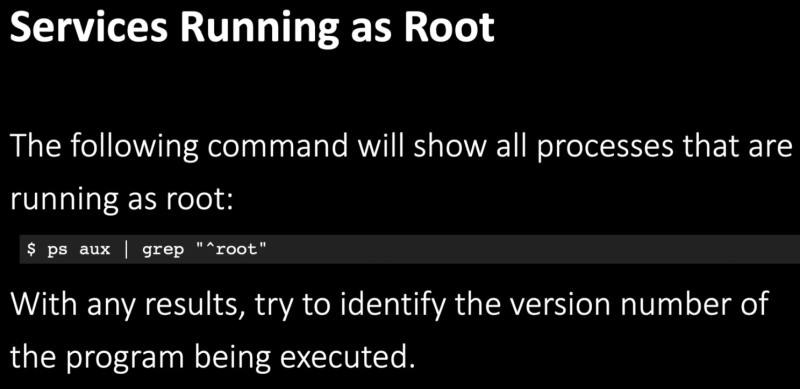 Services Running as Root
The following command will show all processes that are
running as root:
$ ps aux | grep "^root"
With any results, try to identify the version number of
the program being executed.